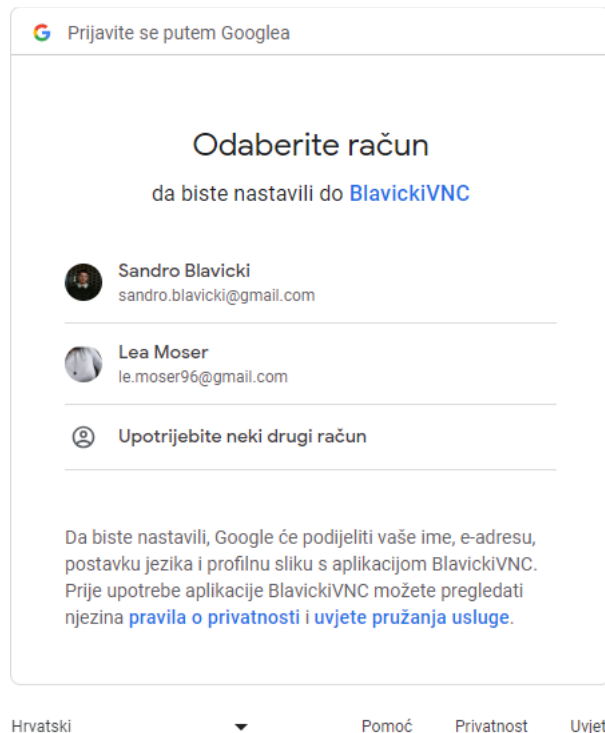 Prijavite se putem Googlea
Odaberite račun
da biste nastavili do BlavickiVNC
Sandro Blavicki
sandro.blavicki@gmail.com
Lea Moser
le.moser96@gmail.com
Upotrijebite neki drugi račun
Da biste nastavili, Google će podijeliti vaše ime, e-adresu,
postavku jezika i profilnu sliku s aplikacijom BlavickiVNC.
Prije upotrebe aplikacije BlavickiVNC možete pregledati
njezina pravila o privatnosti i uvjete pružanja usluge.
Hrvatski Pomoć Privatnost Uvjet